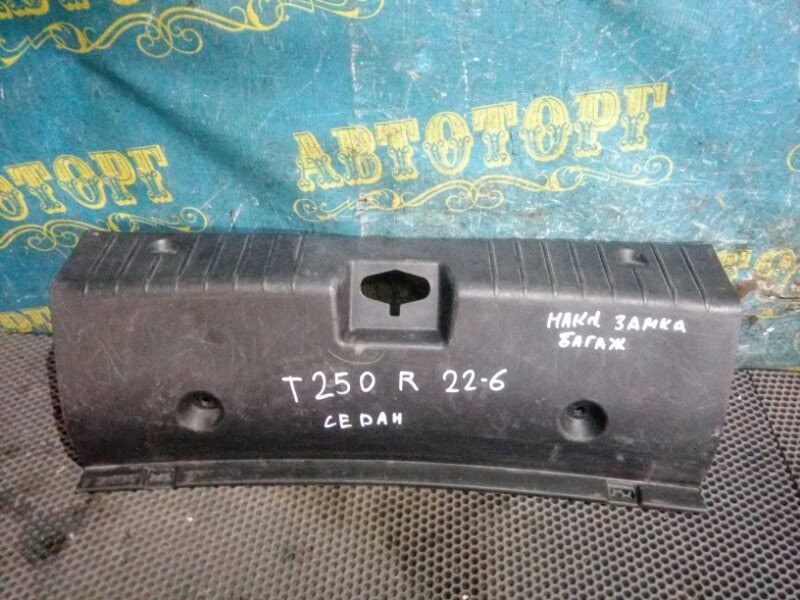 АВТОТОРГ
АВТОТОРГ
НАКЛ ЗАМКА
БАГАЖ
T250 R 22-6
СЕДАН